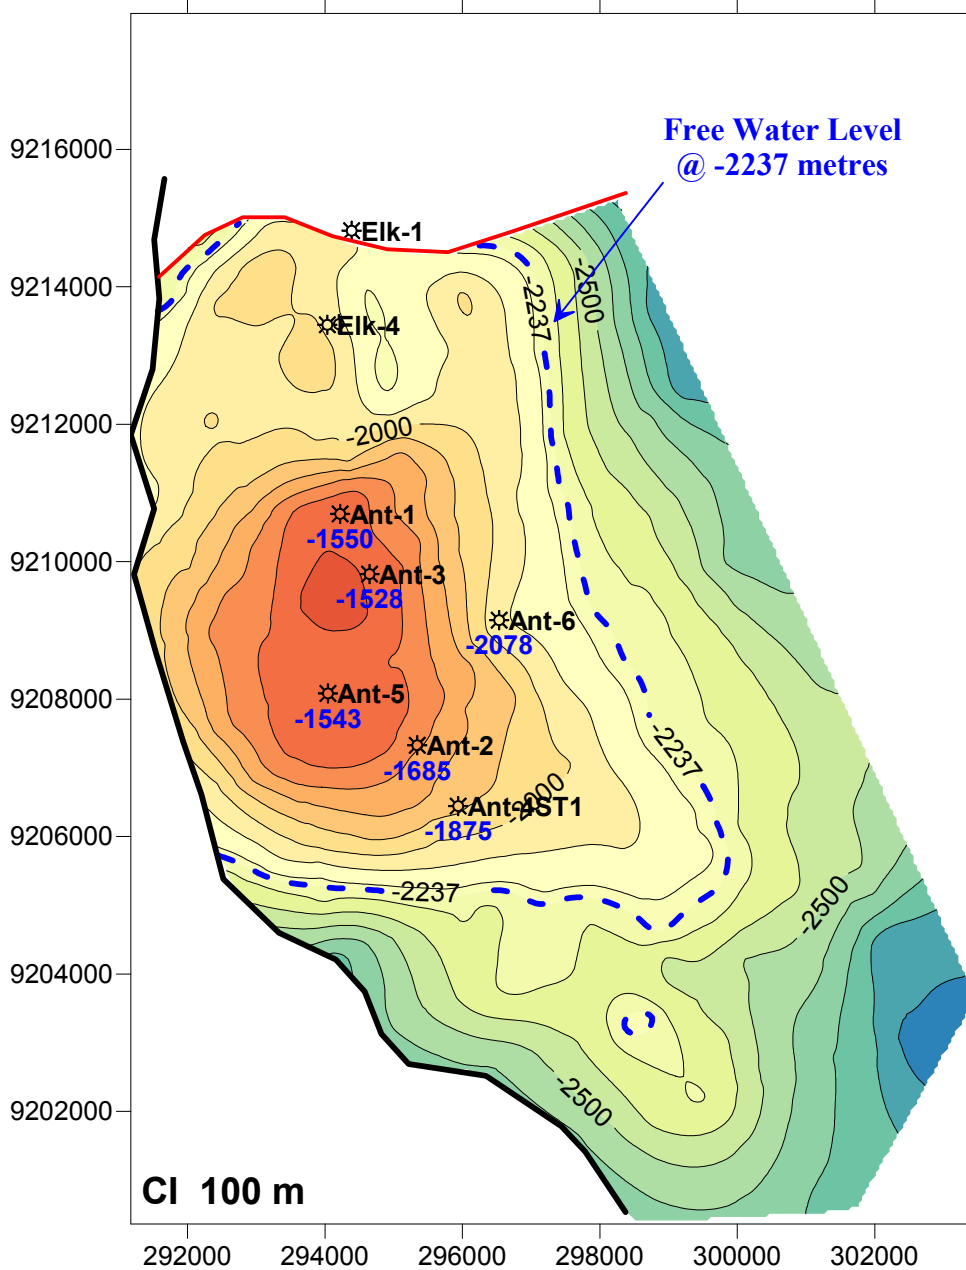 Free Water Level
@ -2237 metres
9216000
Elk-1
9214000
-2500
-2237
Elk-4
9212000
-2000
Ant-1
-1550
9210000
Ant-3
-1528
Ant-6
-2078
9208000
Ant-5
-1543
Ant-2
-1685
-2237
-2000
Ant-4ST1
-1875
9206000
-2237
-2500
9204000
-2500
9202000
CI 100 m
292000 294000 296000 298000 300000 302000